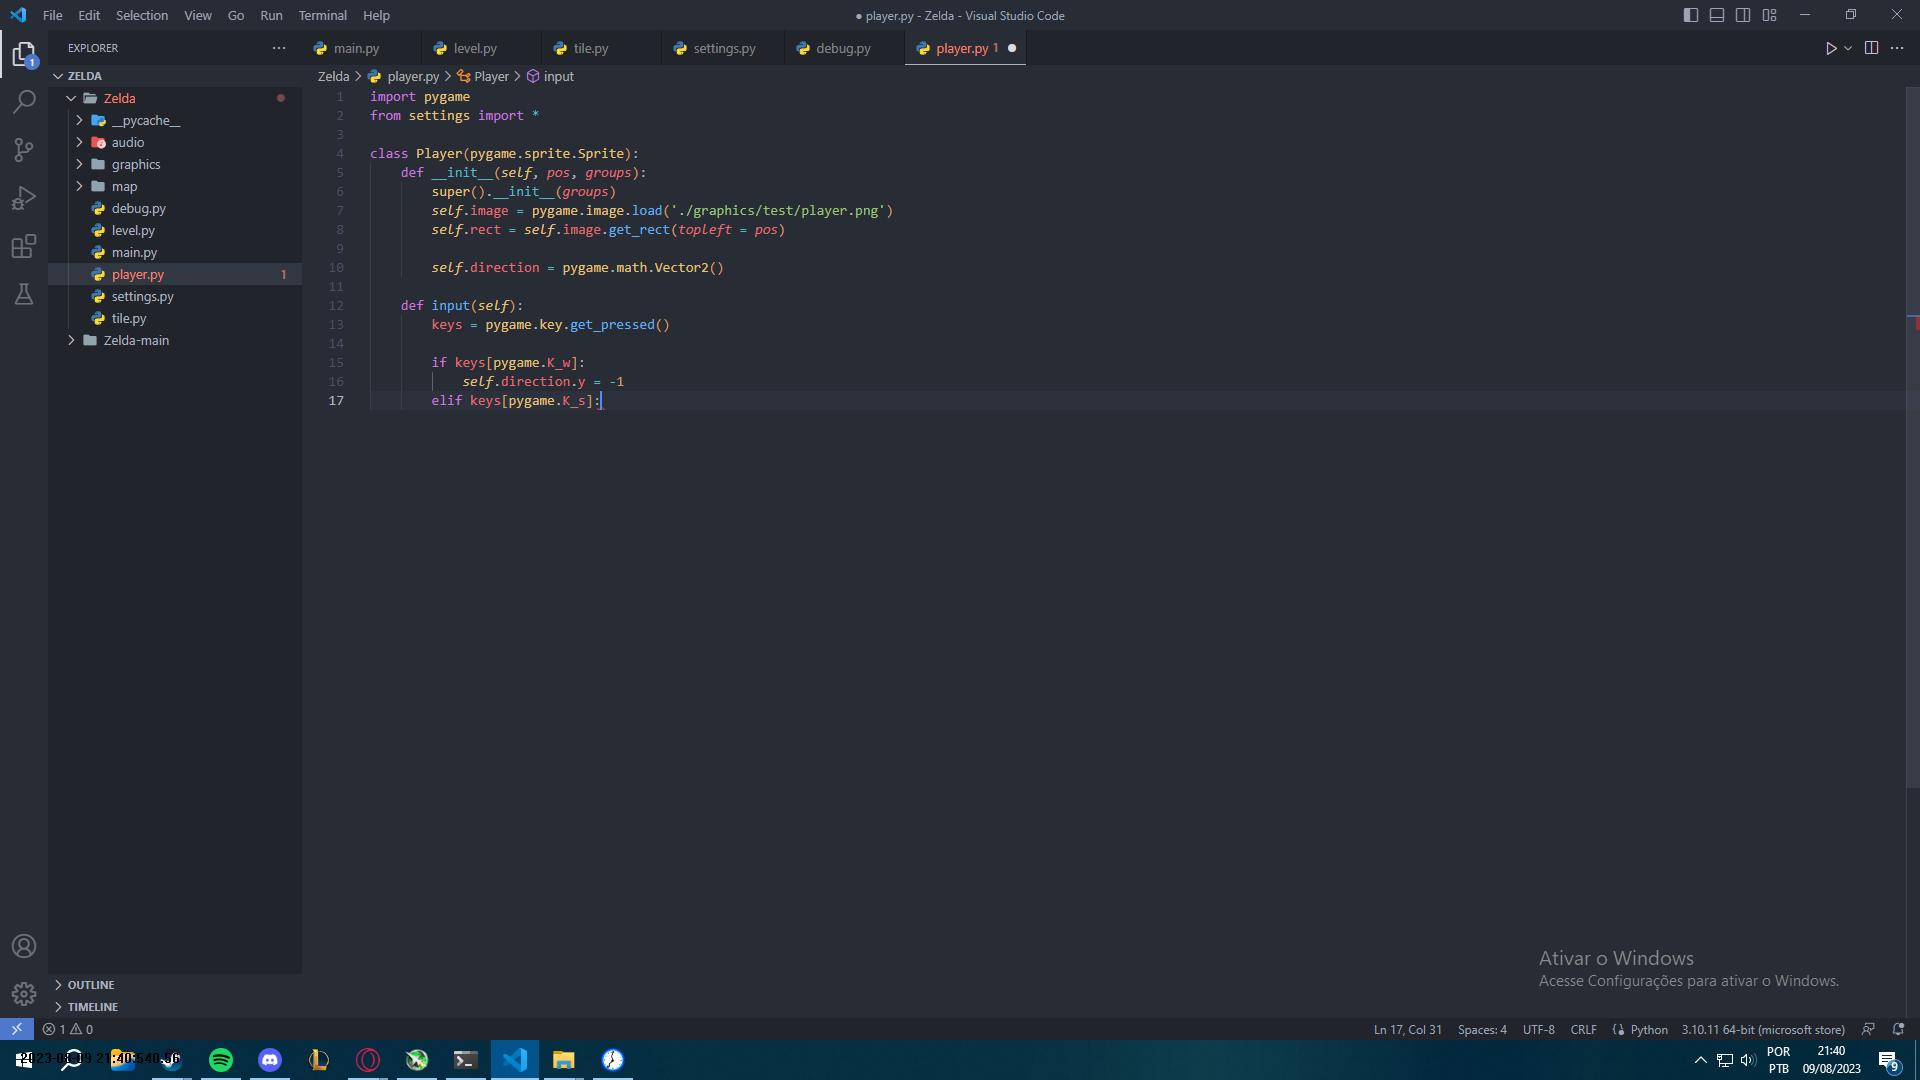 File Edit Selection View Go Run Terminal Help
● player.py - Zelda - Visual Studio Code
EXPLORER
main.py
level.py
tile.py
settings.py
debug.py
player.py 1
1
ZELDA
Zelda
__pycache__
audio
graphics
map
debug.py
level.py
main.py
player.py 1
settings.py
tile.py
Zelda-main
OUTLINE
TIMELINE
Zelda > player.py > Player > input
1 import pygame
2 from settings import *
3
4 class Player(pygame.sprite.Sprite):
5 def __init__(self, pos, groups):
6 super().__init__(groups)
7 self.image = pygame.image.load('./graphics/test/player.png')
8 self.rect = self.image.get_rect(topleft = pos)
9
10 self.direction = pygame.math.Vector2()
11
12 def input(self):
13 keys = pygame.key.get_pressed()
14
15 if keys[pygame.K_w]:
16 self.direction.y = -1
17 elif keys[pygame.K_s]:
Ativar o Windows
Acesse Configurações para ativar o Windows.
1 0
Ln 17, Col 31 Spaces: 4 UTF-8 CRLF Python 3.10.11 64-bit (microsoft store)
POR
PTB
21:40
09/08/2023
9